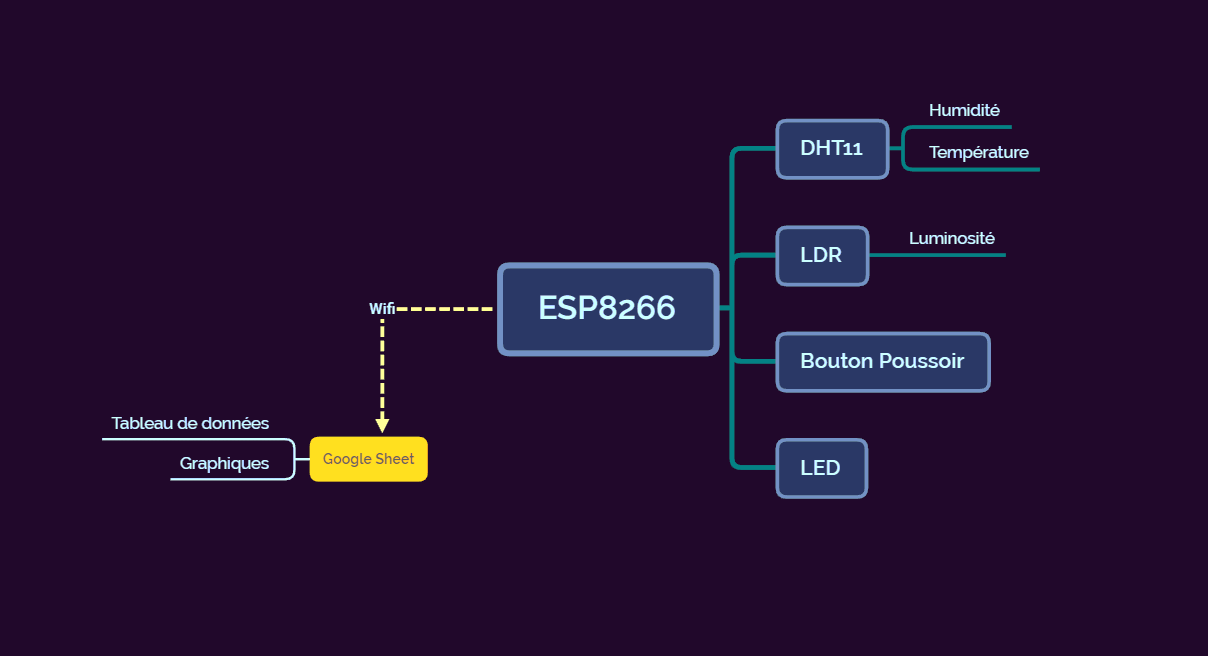 Humidité
DHT11
Température
LDR
Luminosité
ESP8266
Wifi
Bouton Poussoir
Tableau de données
Graphiques
Google Sheet
LED